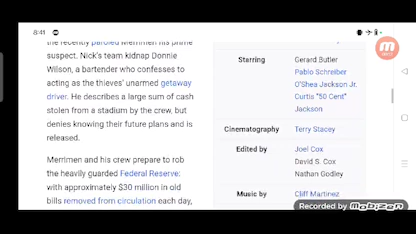 8:41
the recently paroled Merrimen his prime
suspect. Nick's team kidnap Donnie
Wilson, a bartender who confesses to
acting as the thieves' unarmed getaway
driver. He describes a large sum of cash
stolen from a stadium by the crew, but
denies knowing their future plans and is
released.
Merrimen and his crew prepare to rob
the heavily guarded Federal Reserve:
with approximately $30 million in old
bills removed from circulation each day,
Starring
Gerard Butler
Pablo Schreiber
O'Shea Jackson Jr.
Curtis "50 Cent"
Jackson
Cinematography
Terry Stacey
Edited by
Joel Cox
David S. Cox
Nathan Godley
Music by
Cliff Martinez
Recorded by
Mobizen